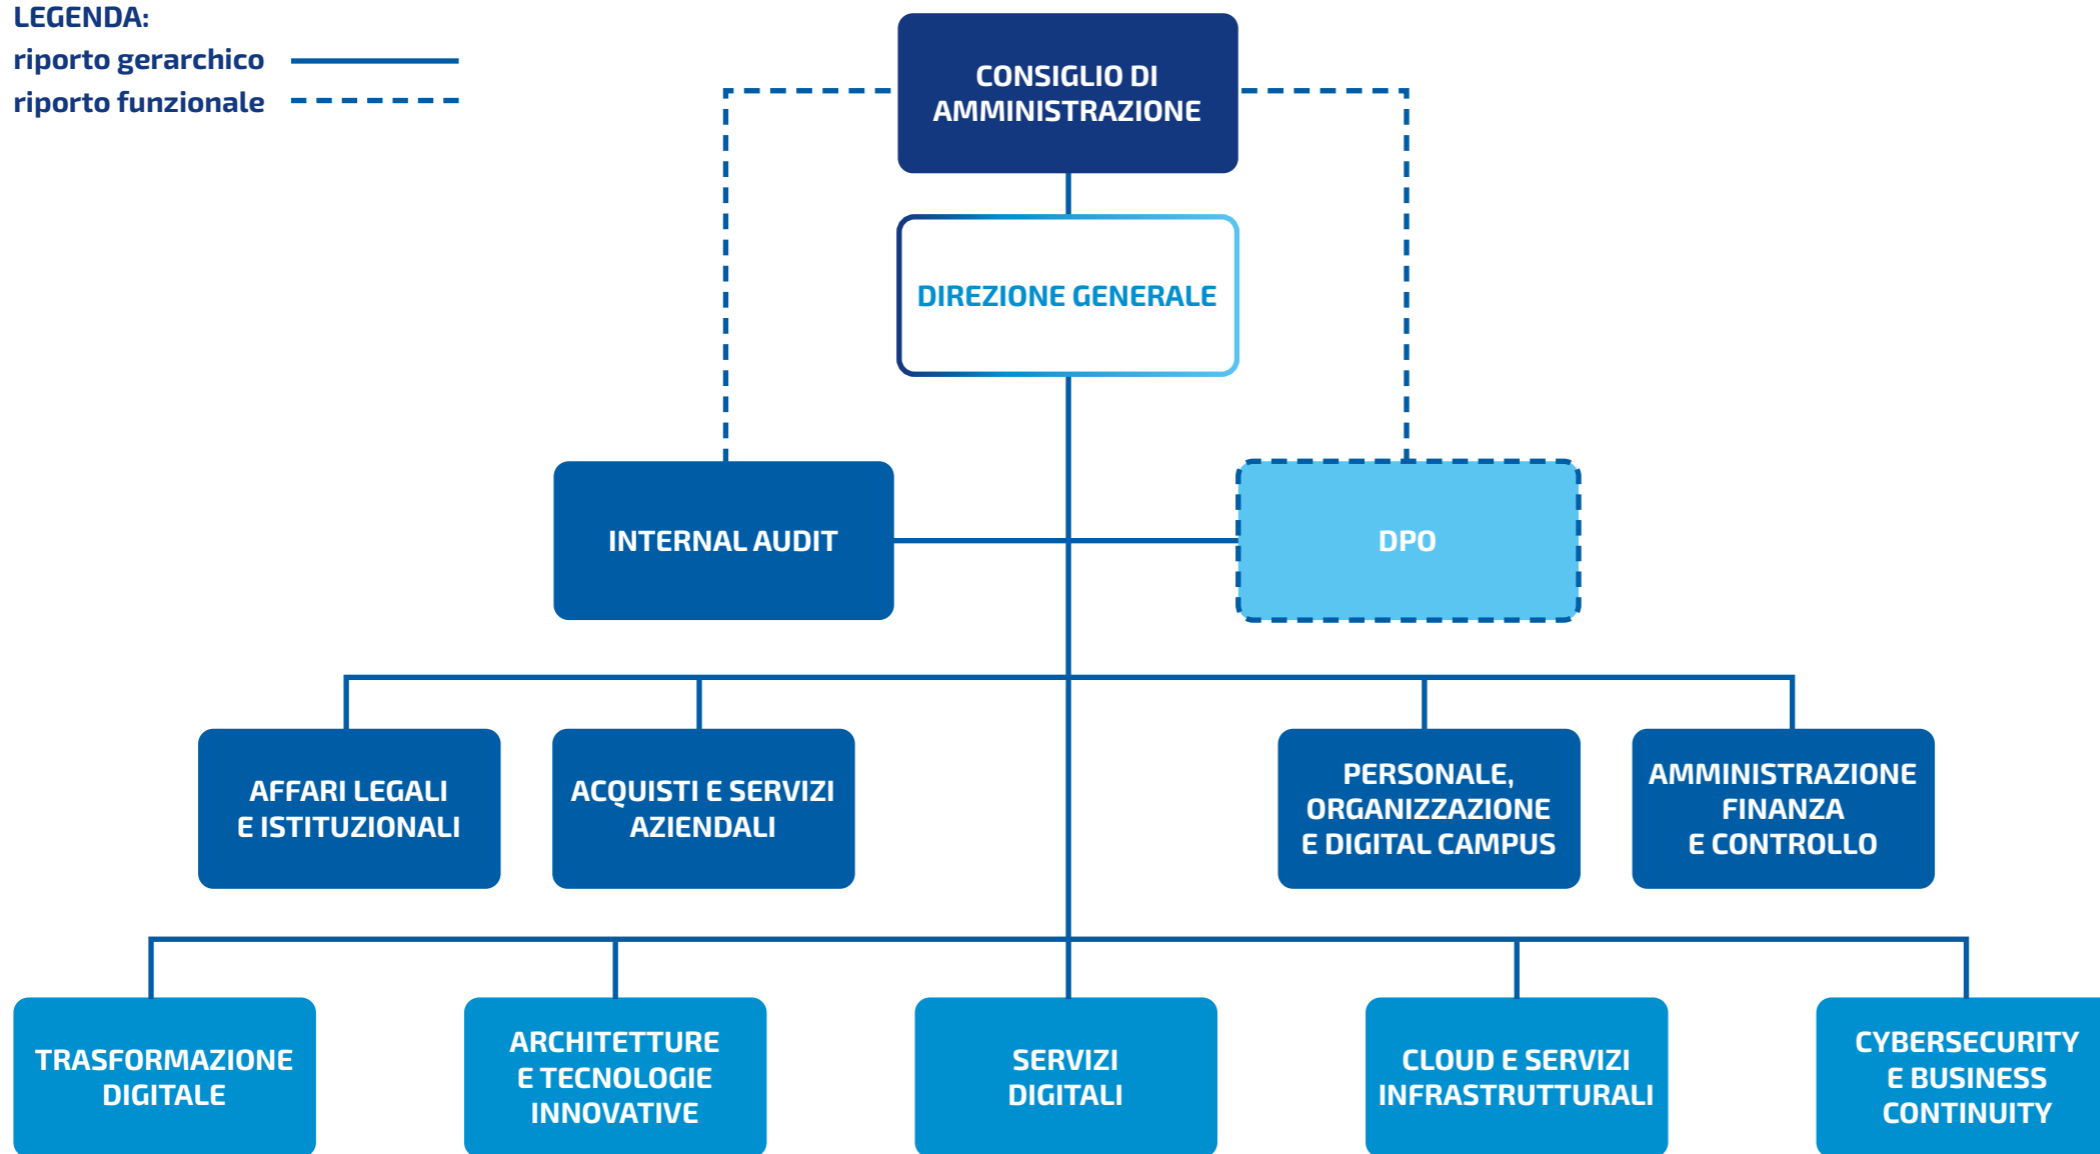 LEGENDA:
riporto gerarchico
riporto funzionale
CONSIGLIO DI
AMMINISTRAZIONE
DIREZIONE GENERALE
INTERNAL AUDIT
DPO
AFFARI LEGALI
E ISTITUZIONALI
ACQUISTI E SERVIZI
AZIENDALI
PERSONALE,
ORGANIZZAZIONE
E DIGITAL CAMPUS
AMMINISTRAZIONE
FINANZA
E CONTROLLO
TRASFORMAZIONE
DIGITALE
ARCHITETTURE
E TECNOLOGIE
INNOVATIVE
SERVIZI
DIGITALI
CLOUD E SERVIZI
INFRASTRUTTURALI
CYBERSECURITY
E BUSINESS
CONTINUITY